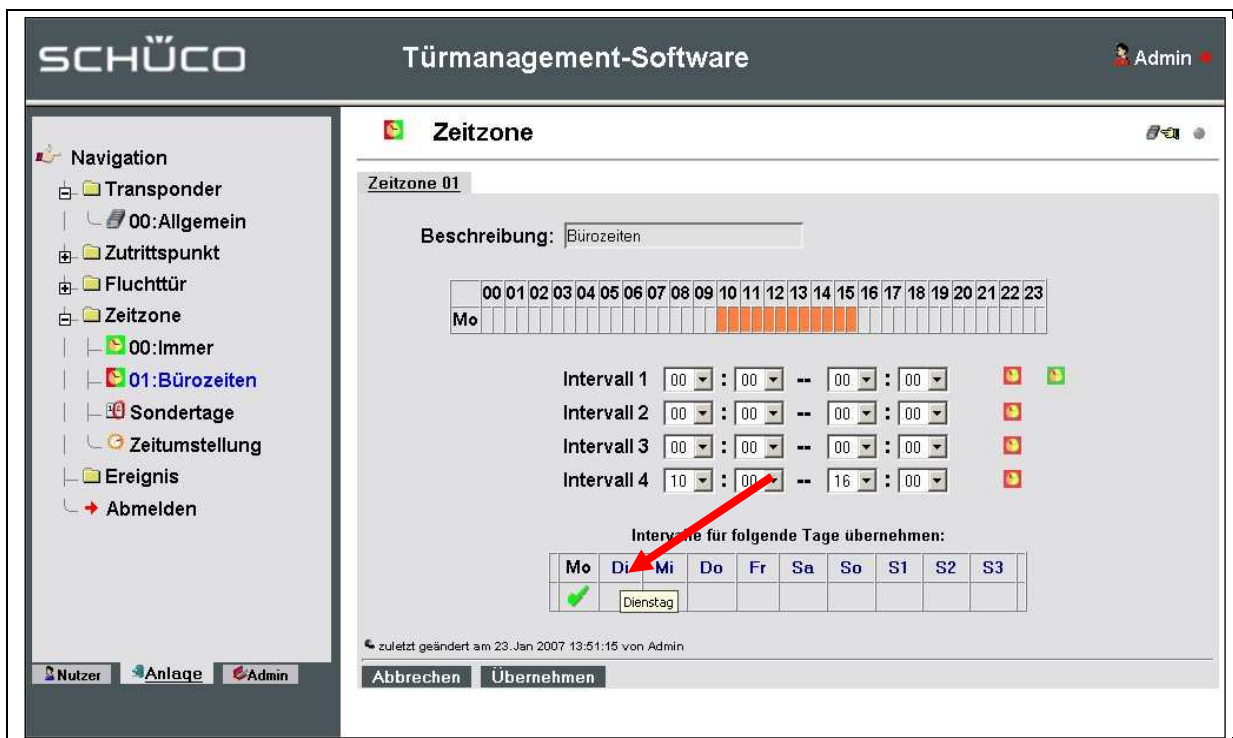 SCHÜCO Türmanagement-Software Admin
Navigation
Transponder
00:Allgemein
Zutrittspunkt
Fluchttür
Zeitzone
00:Immer
01:Bürozeiten
Sondertage
Zeitumstellung
Ereignis
Abmelden
Nutzer Anlage Admin
Zeitzone
Zeitzone 01
Beschreibung: Bürozeiten
00 01 02 03 04 05 06 07 08 09 10 11 12 13 14 15 16 17 18 19 20 21 22 23
Mo
Intervall 1 00 : 00 -- 00 : 00
Intervall 2 00 : 00 -- 00 : 00
Intervall 3 00 : 00 -- 00 : 00
Intervall 4 10 : 00 -- 16 : 00
Intervalle für folgende Tage übernehmen:
Mo Di Mi Do Fr Sa So S1 S2 S3
Dienstag
zuletzt geändert am 23.Jan 2007 13:51:15 von Admin
Abbrechen Übernehmen